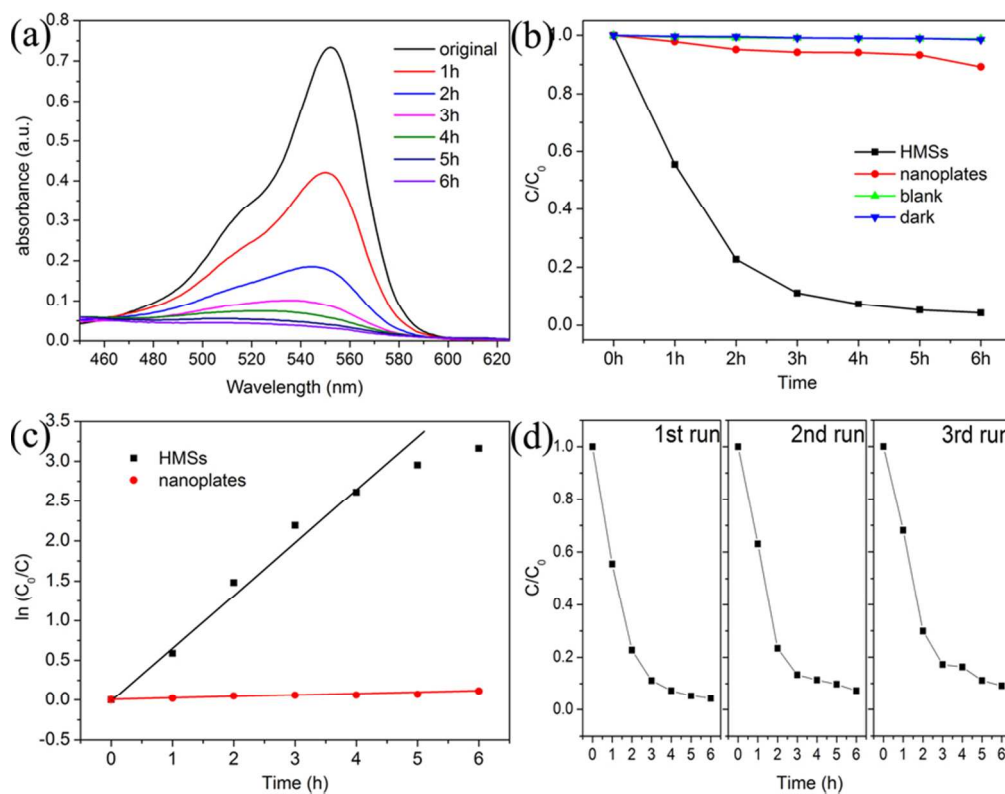 (a)
0.8
0.7
0.6
0.5
0.4
0.3
0.2
0.1
0.0
absorbance (a.u.)
original
1h
2h
3h
4h
5h
6h
460 480 500 520 540 560 580 600 620
Wavelength (nm)
(b)
1.0
0.8
0.6
0.4
0.2
0.0
C/C₀
HMSs
nanoplates
blank
dark
0h 1h 2h 3h 4h 5h 6h
Time
(c)
3.5
3.0
2.5
2.0
1.5
1.0
0.5
0.0
-0.5
ln (C₀/C)
HMSs
nanoplates
0 1 2 3 4 5 6
Time (h)
(d)
1st run 2nd run 3rd run
1.0
0.8
0.6
0.4
0.2
0.0
C/C₀
0 1 2 3 4 5 6 0 1 2 3 4 5 6 0 1 2 3 4 5 6
Time (h)